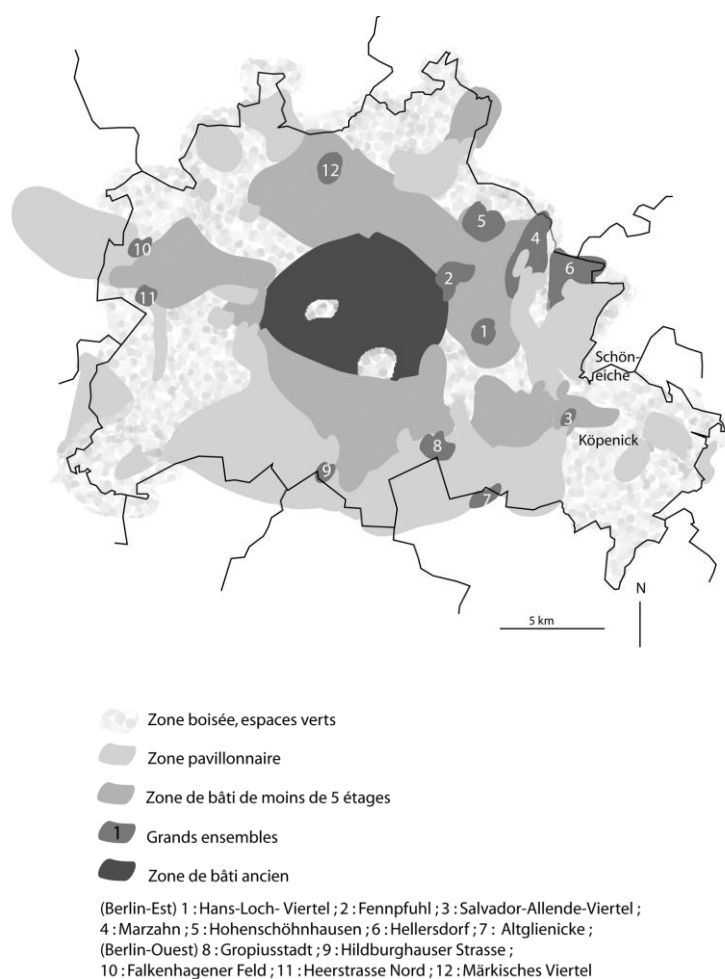 12
5
4
10
2
6
11
1
Schön-
reiche
3
Köpenick
8
9
7
N
5 km
Zone boisée, espaces verts
Zone pavillonnaire
Zone de bâti de moins de 5 étages
1 Grands ensembles
Zone de bâti ancien
(Berlin-Est) 1 : Hans-Loch- Viertel ; 2 : Fennpfuhl ; 3 : Salvador-Allende-Viertel ;
4 : Marzahn ; 5 : Hohenschöhnhausen ; 6 : Hellersdorf ; 7 : Altglienicke ;
(Berlin-Ouest) 8 : Gropiusstadt ; 9 : Hildburghauser Strasse ;
10 : Falkenhagener Feld ; 11 : Heerstrasse Nord ; 12 : Märkisches Viertel